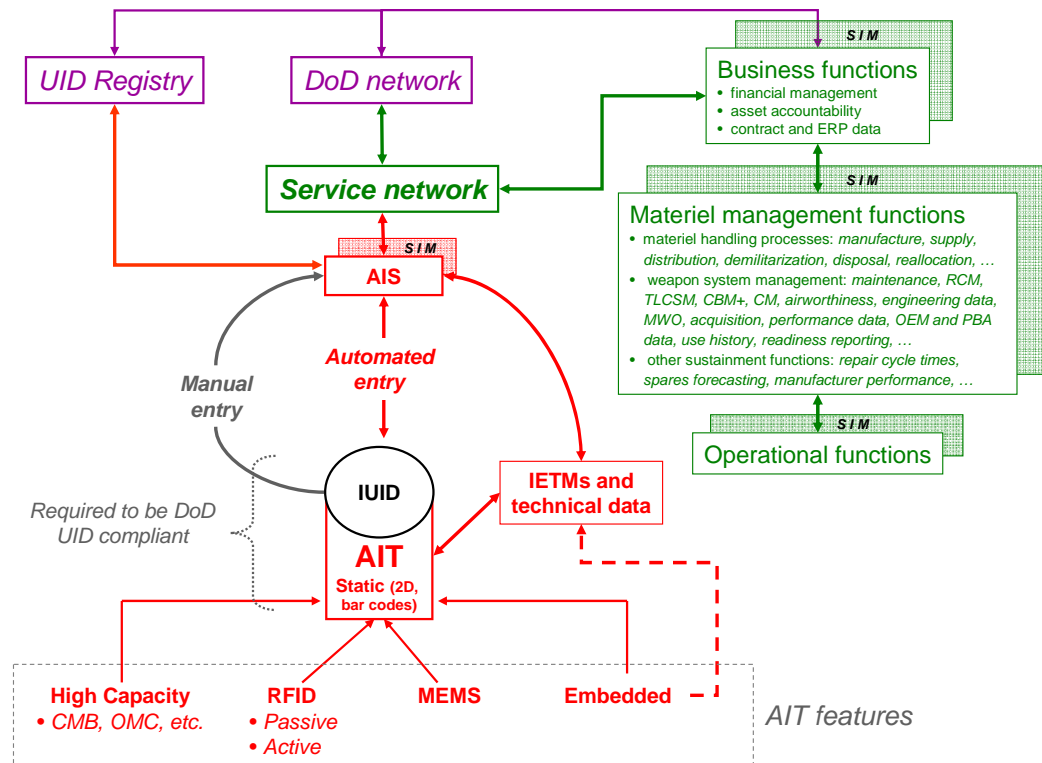 SIM
UID Registry
DoD network
Business functions
• financial management
• asset accountability
• contract and ERP data
Service network
SIM
Materiel management functions
• materiel handling processes: manufacture, supply,
distribution, demilitarization, disposal, reallocation, …
• weapon system management: maintenance, RCM,
TLCSM, CBM+, CM, airworthiness, engineering data,
MWO, acquisition, performance data, OEM and PBA
data, use history, readiness reporting, …
• other sustainment functions: repair cycle times,
spares forecasting, manufacturer performance, …
SIM
AIS
Automated
entry
Manual
entry
SIM
Operational functions
IUID
IETMs and
technical data
Required to be DoD
UID compliant
AIT
Static (2D,
bar codes)
High Capacity
• CMB, OMC, etc.
RFID
• Passive
• Active
MEMS
Embedded
AIT features